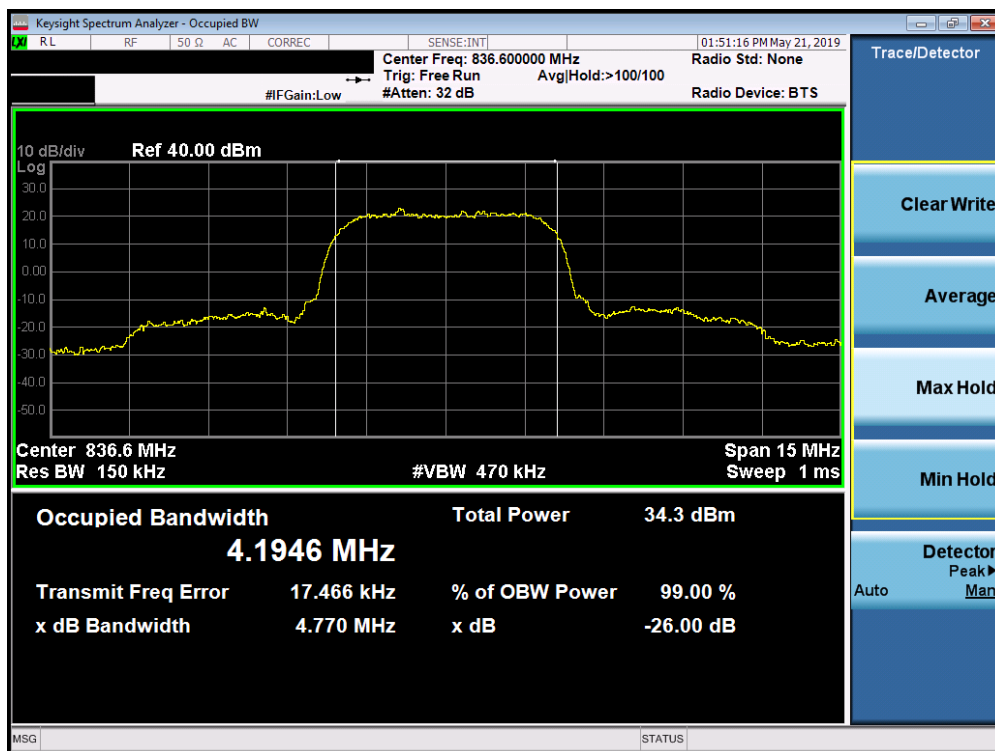 Keysight Spectrum Analyzer - Occupied BW
LXI RL RF 50 Ω AC CORREC SENSE:INT 01:51:16 PM May 21, 2019
Center Freq: 836.600000 MHz Radio Std: None
Trig: Free Run Avg|Hold:>100/100
#IFGain:Low #Atten: 32 dB Radio Device: BTS
10 dB/div Ref 40.00 dBm
Log
30.0
20.0
10.0
0.00
-10.0
-20.0
-30.0
-40.0
-50.0
Center 836.6 MHz Span 15 MHz
Res BW 150 kHz #VBW 470 kHz Sweep 1 ms
Occupied Bandwidth Total Power 34.3 dBm
4.1946 MHz
Transmit Freq Error 17.466 kHz % of OBW Power 99.00 %
x dB Bandwidth 4.770 MHz x dB -26.00 dB
Trace/Detector
Clear Write
Average
Max Hold
Min Hold
Detector
Peak▶
Auto Man
MSG STATUS